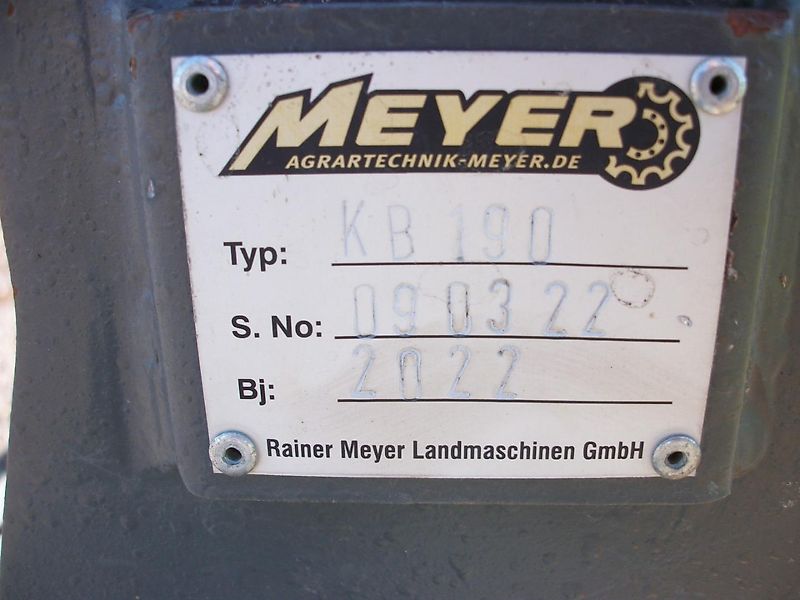 MEYER
AGRARTECHNIK-MEYER.DE
Typ: KB 190
S. No: 090322
Bj: 2022
Rainer Meyer Landmaschinen GmbH